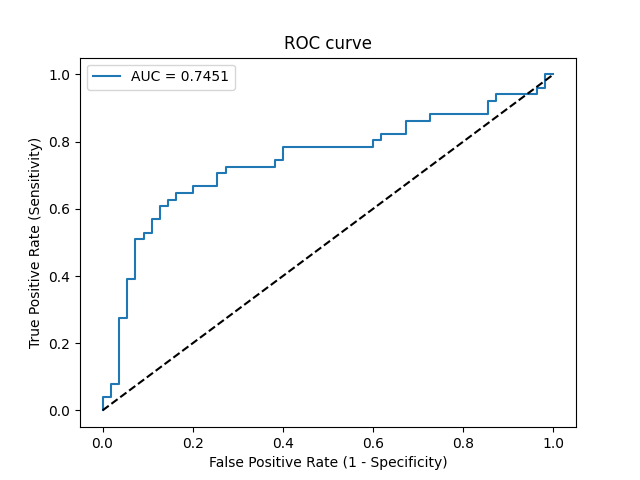 ROC curve
AUC = 0.7451
1.0
0.8
0.6
0.4
0.2
0.0
True Positive Rate (Sensitivity)
0.0 0.2 0.4 0.6 0.8 1.0
False Positive Rate (1 - Specificity)